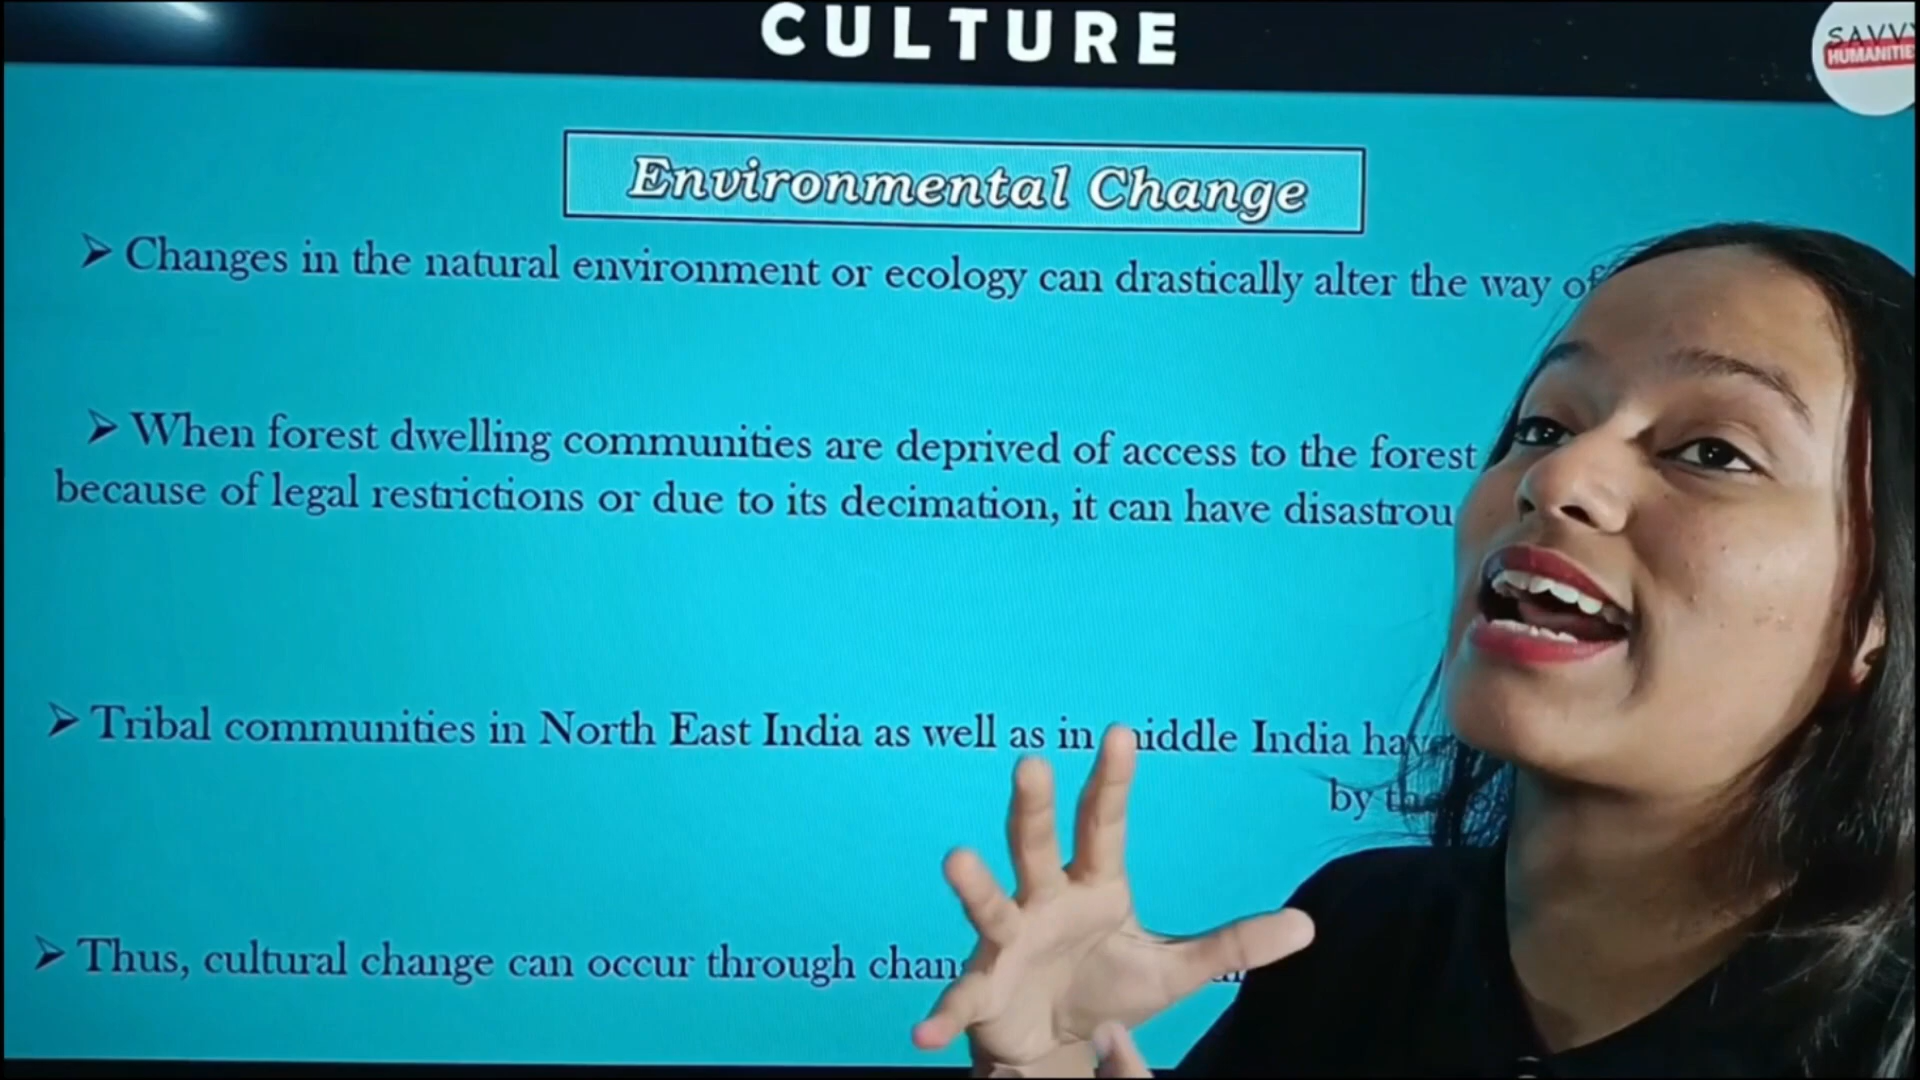 CULTURE
SAVVY
HUMANITIE
Environmental Change
➤ Changes in the natural environment or ecology can drastically alter the way of
➤ When forest dwelling communities are deprived of access to the forest
because of legal restrictions or due to its decimation, it can have disastrou
➤ Tribal communities in North East India as well as in middle India have
by the
➤ Thus, cultural change can occur through chan